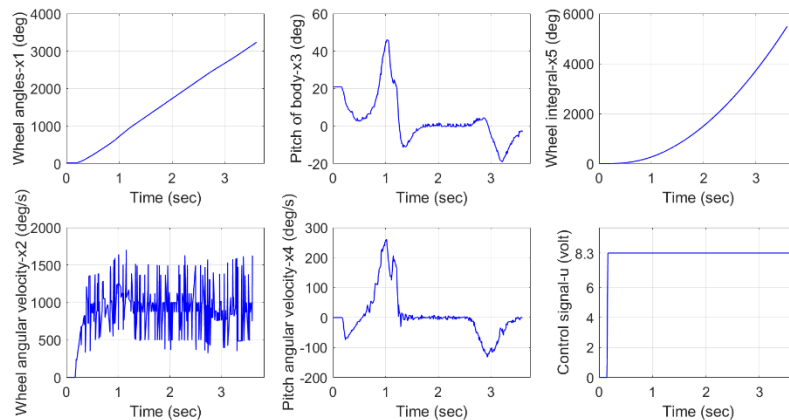 Wheel angles-x1 (deg)
4000
3000
2000
1000
0
0 1 2 3
Time (sec)
Pitch of body-x3 (deg)
60
40
20
0
-20
0 1 2 3
Time (sec)
Wheel integral-x5 (deg)
6000
4000
2000
0
0 1 2 3
Time (sec)
Wheel angular velocity-x2 (deg/s)
2000
1500
1000
500
0
0 1 2 3
Time (sec)
Pitch angular velocity-x4 (deg/s)
300
200
100
0
-100
-200
0 1 2 3
Time (sec)
Control signal-u (volt)
8.3
6
4
2
0
0 1 2 3
Time (sec)